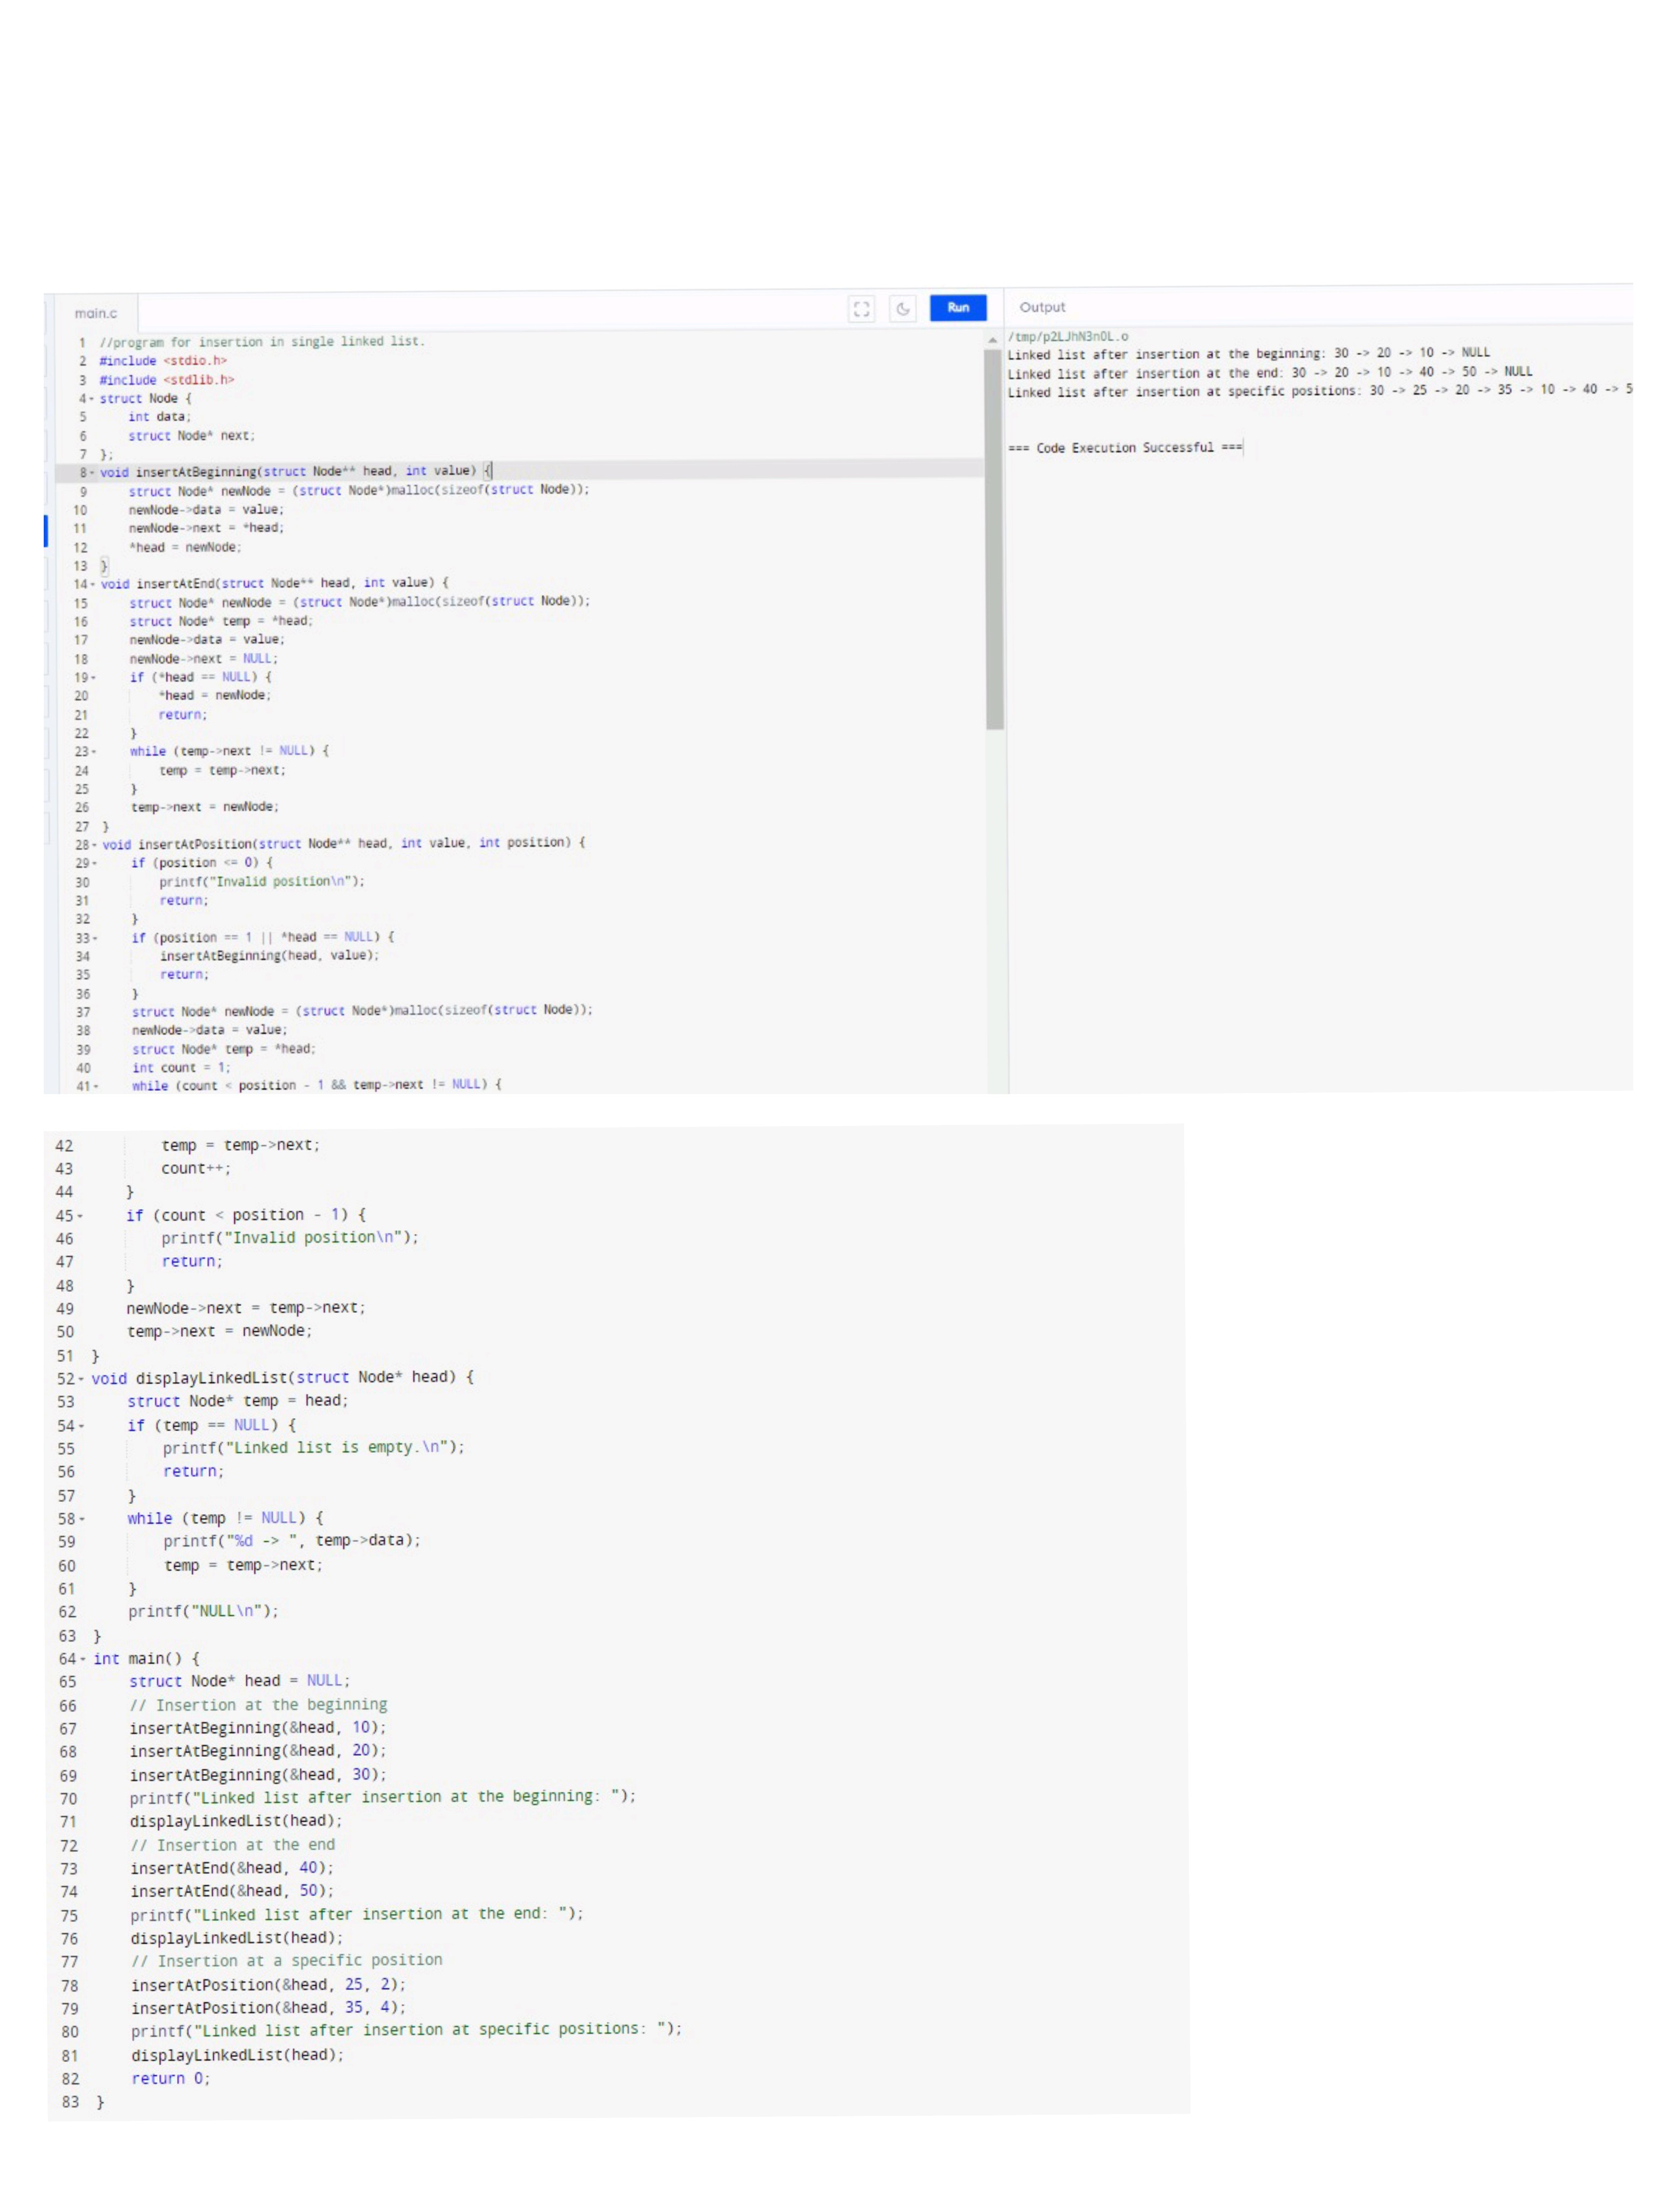 main.c
Run
Output
1 //program for insertion in single linked list.
2 #include <stdio.h>
3 #include <stdlib.h>
4 struct Node {
5     int data;
6     struct Node* next;
7 };
8 void insertAtBeginning(struct Node** head, int value) {
9     struct Node* newNode = (struct Node*)malloc(sizeof(struct Node));
10     newNode->data = value;
11     newNode->next = *head;
12     *head = newNode;
13 }
14 void insertAtEnd(struct Node** head, int value) {
15     struct Node* newNode = (struct Node*)malloc(sizeof(struct Node));
16     struct Node* temp = *head;
17     newNode->data = value;
18     newNode->next = NULL;
19     if (*head == NULL) {
20         *head = newNode;
21         return;
22     }
23     while (temp->next != NULL) {
24         temp = temp->next;
25     }
26     temp->next = newNode;
27 }
28 void insertAtPosition(struct Node** head, int value, int position) {
29     if (position <= 0) {
30         printf("Invalid position\n");
31         return;
32     }
33     if (position == 1 || *head == NULL) {
34         insertAtBeginning(head, value);
35         return;
36     }
37     struct Node* newNode = (struct Node*)malloc(sizeof(struct Node));
38     newNode->data = value;
39     struct Node* temp = *head;
40     int count = 1;
41     while (count < position - 1 && temp->next != NULL) {
/tmp/p2LJhN3n0L.o
Linked list after insertion at the beginning: 30 -> 20 -> 10 -> NULL
Linked list after insertion at the end: 30 -> 20 -> 10 -> 40 -> 50 -> NULL
Linked list after insertion at specific positions: 30 -> 25 -> 20 -> 35 -> 10 -> 40 -> 5
=== Code Execution Successful ===
42         temp = temp->next;
43         count++;
44     }
45     if (count < position - 1) {
46         printf("Invalid position\n");
47         return;
48     }
49     newNode->next = temp->next;
50     temp->next = newNode;
51 }
52 void displayLinkedList(struct Node* head) {
53     struct Node* temp = head;
54     if (temp == NULL) {
55         printf("Linked list is empty.\n");
56         return;
57     }
58     while (temp != NULL) {
59         printf("%d -> ", temp->data);
60         temp = temp->next;
61     }
62     printf("NULL\n");
63 }
64 int main() {
65     struct Node* head = NULL;
66     // Insertion at the beginning
67     insertAtBeginning(&head, 10);
68     insertAtBeginning(&head, 20);
69     insertAtBeginning(&head, 30);
70     printf("Linked list after insertion at the beginning: ");
71     displayLinkedList(head);
72     // Insertion at the end
73     insertAtEnd(&head, 40);
74     insertAtEnd(&head, 50);
75     printf("Linked list after insertion at the end: ");
76     displayLinkedList(head);
77     // Insertion at a specific position
78     insertAtPosition(&head, 25, 2);
79     insertAtPosition(&head, 35, 4);
80     printf("Linked list after insertion at specific positions: ");
81     displayLinkedList(head);
82     return 0;
83 }